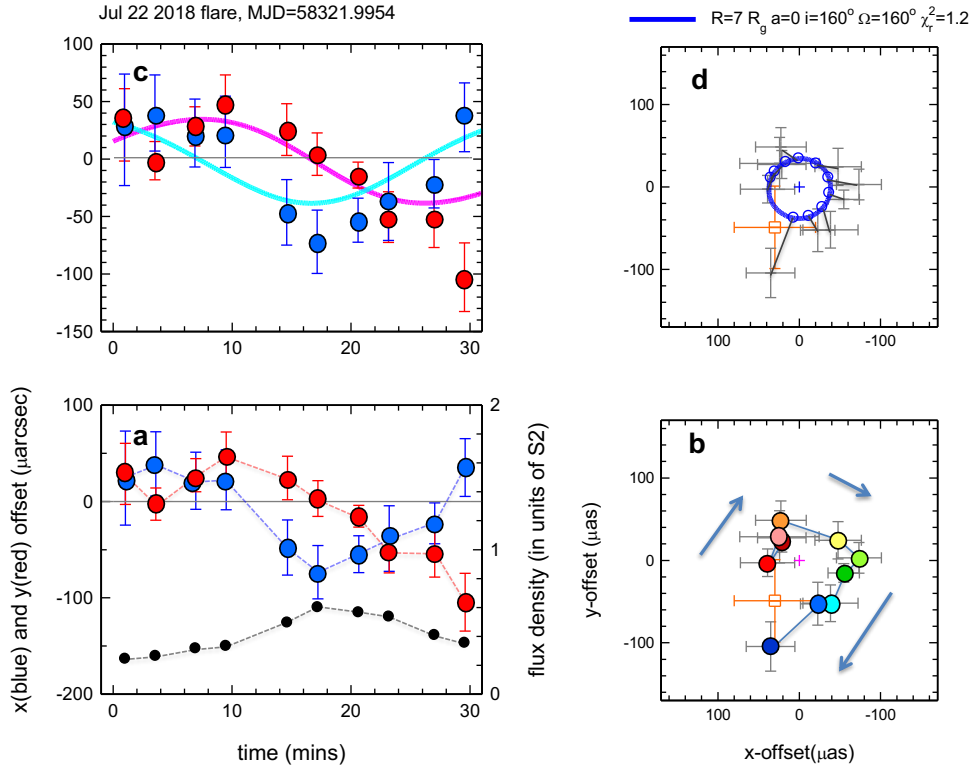 Jul 22 2018 flare, MJD=58321.9954
R=7 R_g a=0 i=160° Ω=160° χ_r^2=1.2
c
100
50
0
-50
-100
-150
0 10 20 30
d
100
0
-100
100 0 -100
a
100
0
-100
-200
2
1
0
0 10 20 30
x(blue) and y(red) offset (μarcsec)
flux density (in units of S2)
time (mins)
b
100
0
-100
100 0 -100
y-offset (μas)
x-offset(μas)